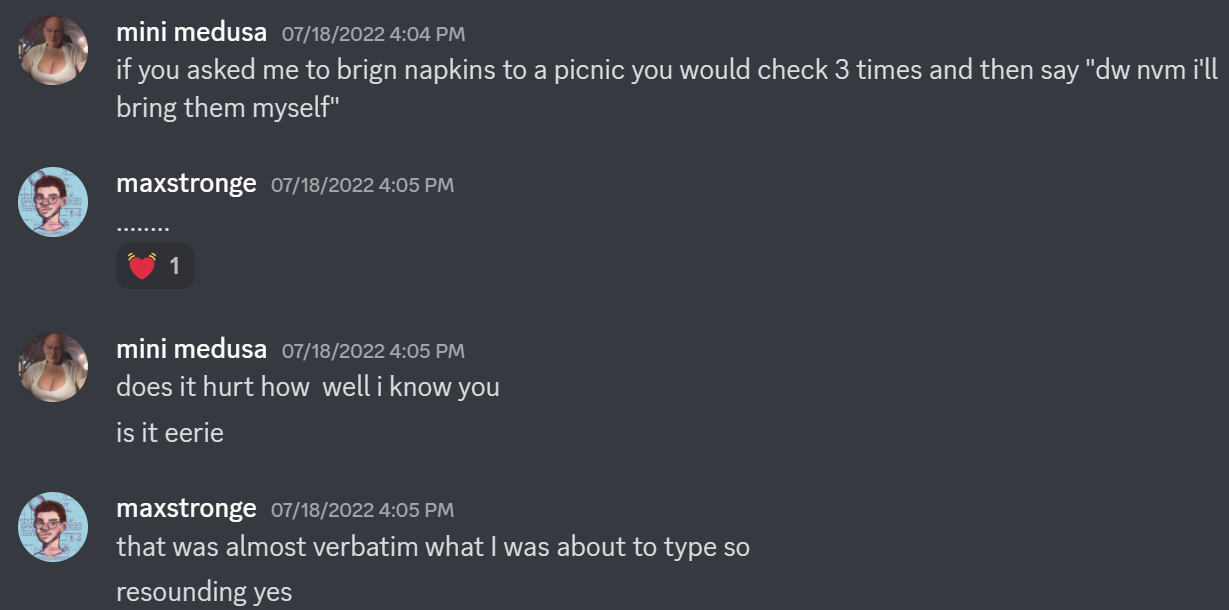 mini medusa 07/18/2022 4:04 PM
if you asked me to brign napkins to a picnic you would check 3 times and then say "dw nvm i'll
bring them myself"
maxstronge 07/18/2022 4:05 PM
........
1
mini medusa 07/18/2022 4:05 PM
does it hurt how  well i know you
is it eerie
maxstronge 07/18/2022 4:05 PM
that was almost verbatim what I was about to type so
resounding yes